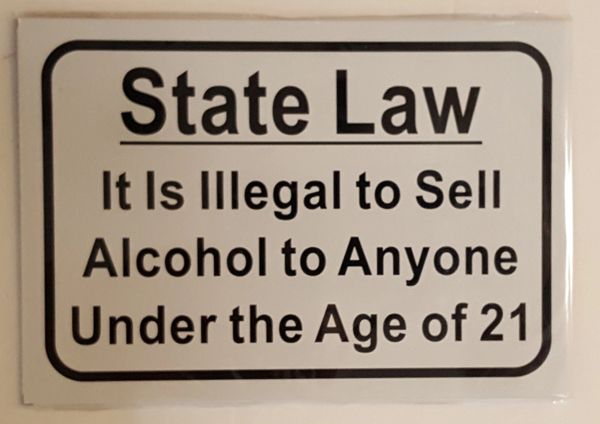 State Law
It Is Illegal to Sell
Alcohol to Anyone
Under the Age of 21